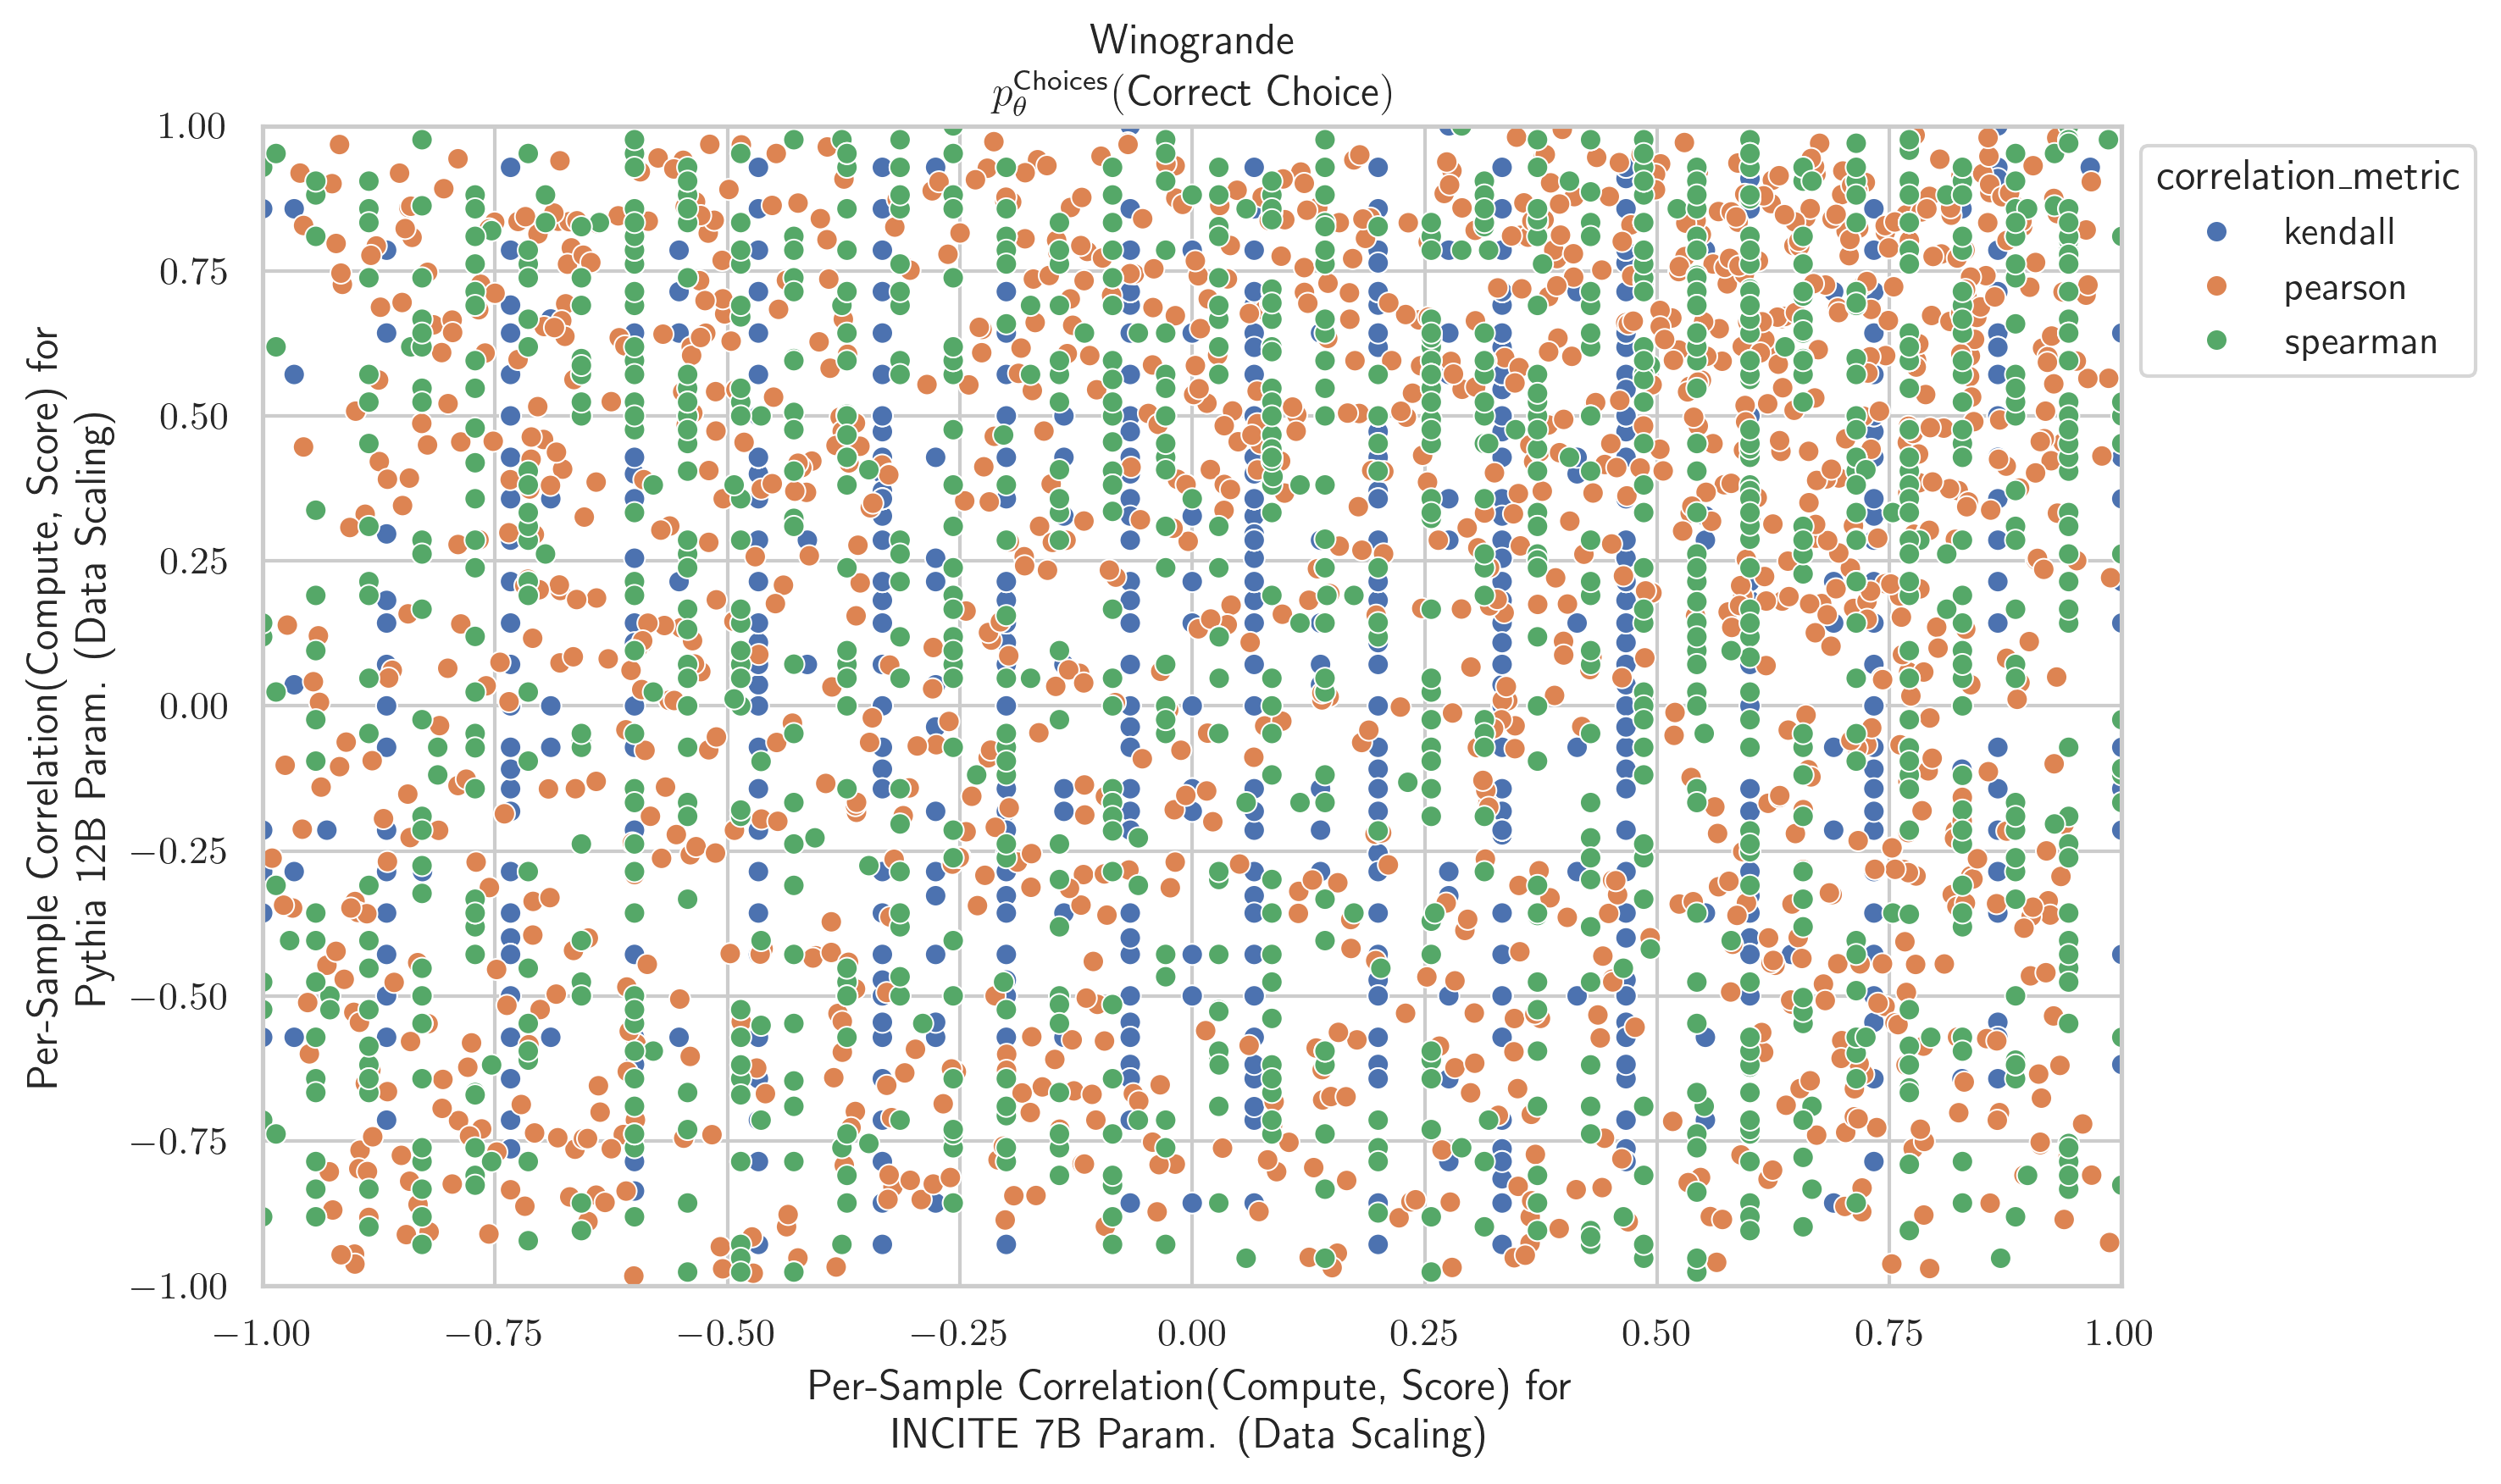 Winogrande
p_θ^Choices(Correct Choice)
1.00
0.75
0.50
0.25
0.00
−0.25
−0.50
−0.75
−1.00
Per-Sample Correlation(Compute, Score) for
Pythia 12B Param. (Data Scaling)
−1.00 −0.75 −0.50 −0.25 0.00 0.25 0.50 0.75 1.00
Per-Sample Correlation(Compute, Score) for
INCITE 7B Param. (Data Scaling)
correlation_metric
kendall
pearson
spearman